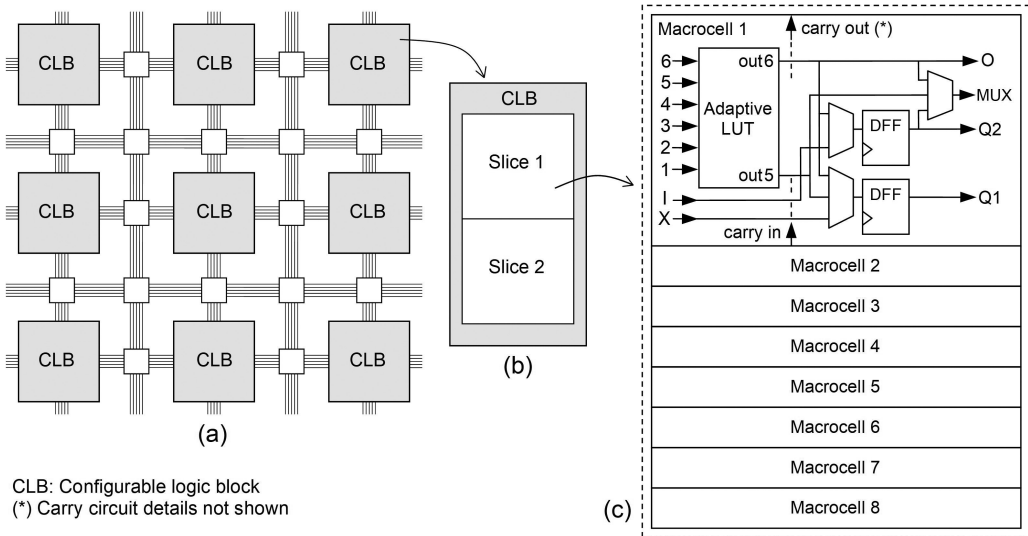 CLB
CLB
CLB
CLB
CLB
CLB
CLB
CLB
CLB
(a)
CLB: Configurable logic block
(*) Carry circuit details not shown
CLB
Slice 1
Slice 2
(b)
(c)
Macrocell 1
carry out (*)
6
5
4
3
2
1
I
X
out6
Adaptive
LUT
out5
carry in
DFF
DFF
O
MUX
Q2
Q1
Macrocell 2
Macrocell 3
Macrocell 4
Macrocell 5
Macrocell 6
Macrocell 7
Macrocell 8